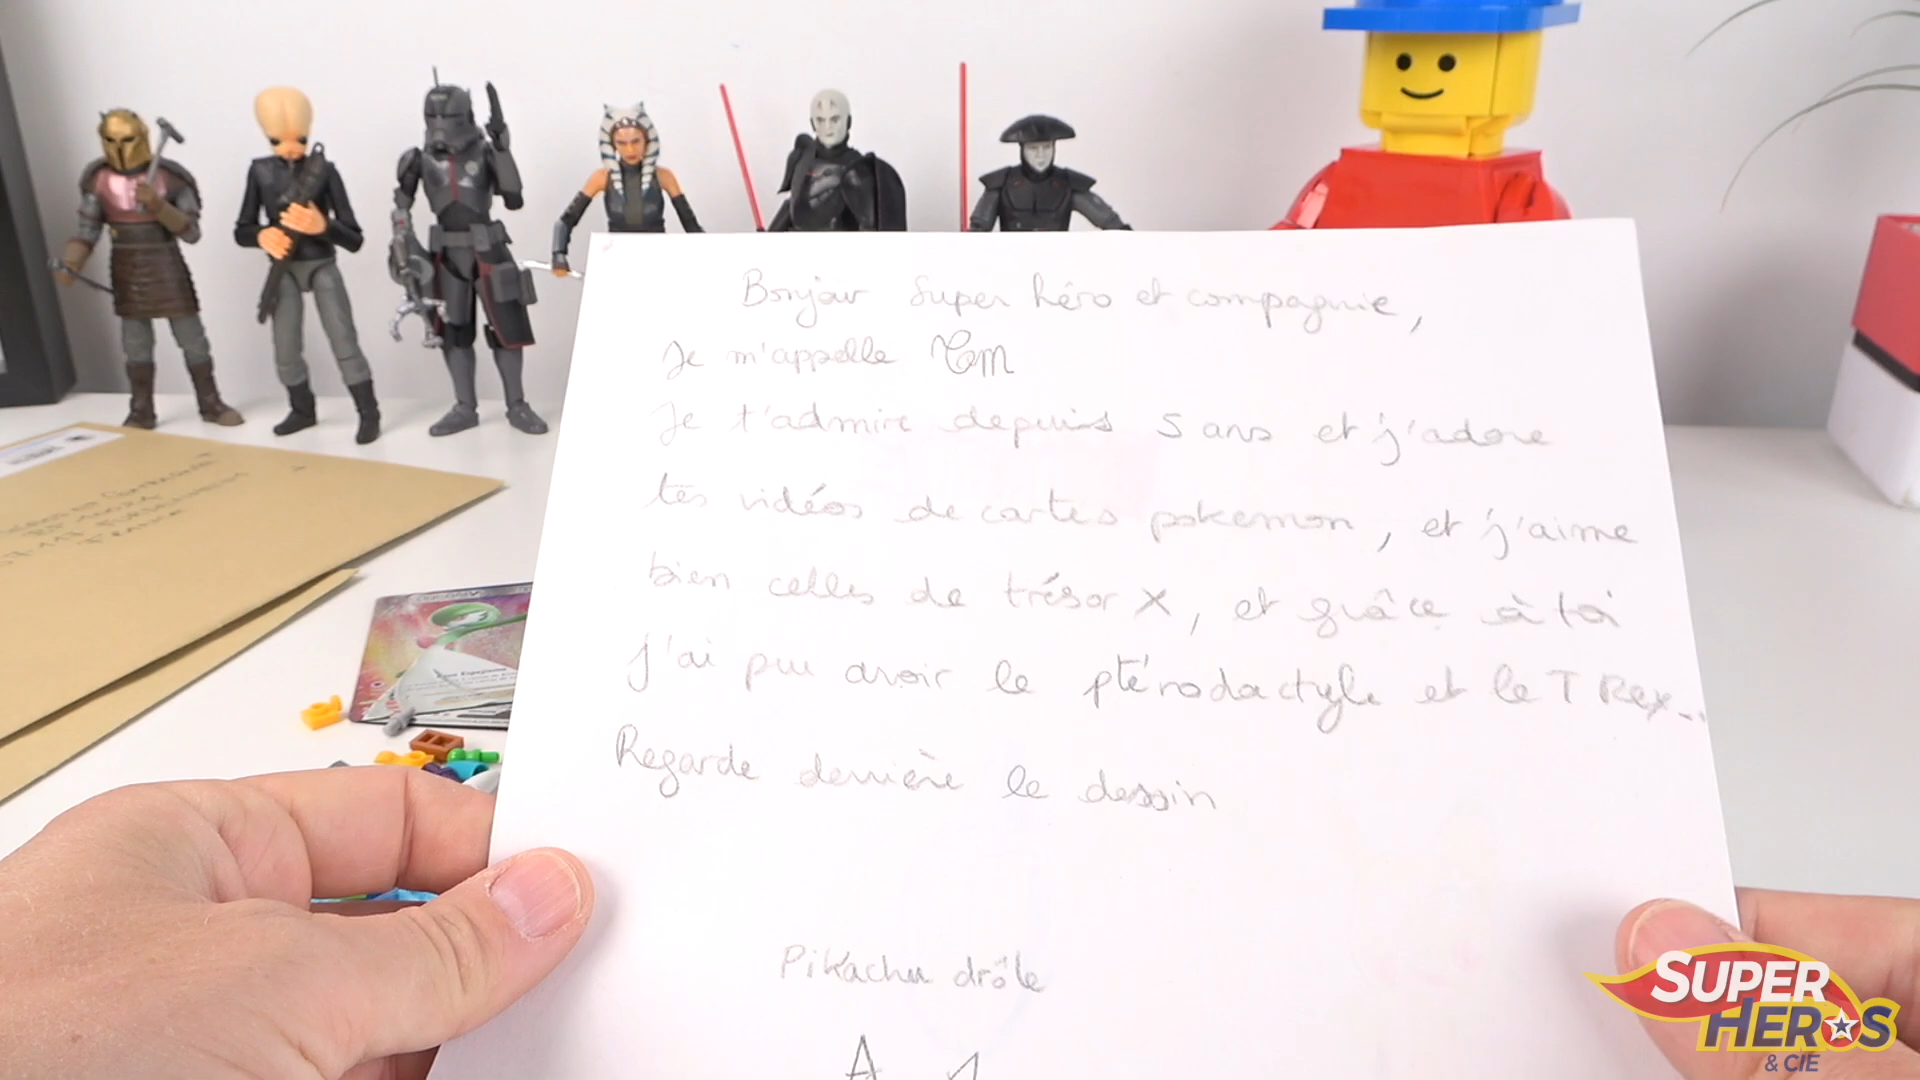 Bonjour Super héro et compagnie,
Je m'appelle Tom
Je t'admire depuis 5 ans et j'adore
tes vidéos de cartes pokemon, et j'aime
bien celles de trésor X, et grâce à toi
j'ai pu avoir le ptérodactyle et le T Rex...
Regarde derrière le dessin
Pikachu drôle
SUPER
HEROS
& CIE